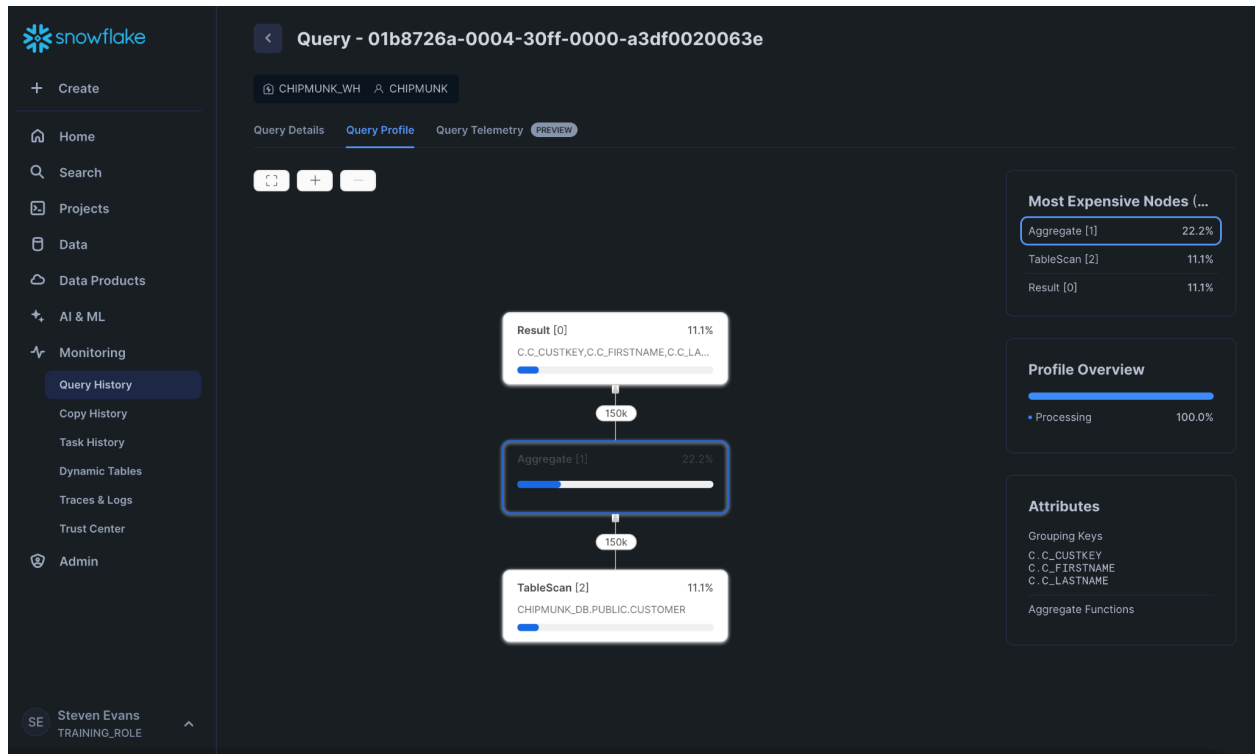 snowflake
Create
Home
Search
Projects
Data
Data Products
AI & ML
Monitoring
Query History
Copy History
Task History
Dynamic Tables
Traces & Logs
Trust Center
Admin
SE
Steven Evans
TRAINING_ROLE
Query - 01b8726a-0004-30ff-0000-a3df0020063e
CHIPMUNK_WH CHIPMUNK
Query Details Query Profile Query Telemetry PREVIEW
Result [0] 11.1%
C.C_CUSTKEY,C.C_FIRSTNAME,C.C_LA...
150k
Aggregate [1] 22.2%
150k
TableScan [2] 11.1%
CHIPMUNK_DB.PUBLIC.CUSTOMER
Most Expensive Nodes (...
Aggregate [1] 22.2%
TableScan [2] 11.1%
Result [0] 11.1%
Profile Overview
Processing 100.0%
Attributes
Grouping Keys
C.C_CUSTKEY
C.C_FIRSTNAME
C.C_LASTNAME
Aggregate Functions